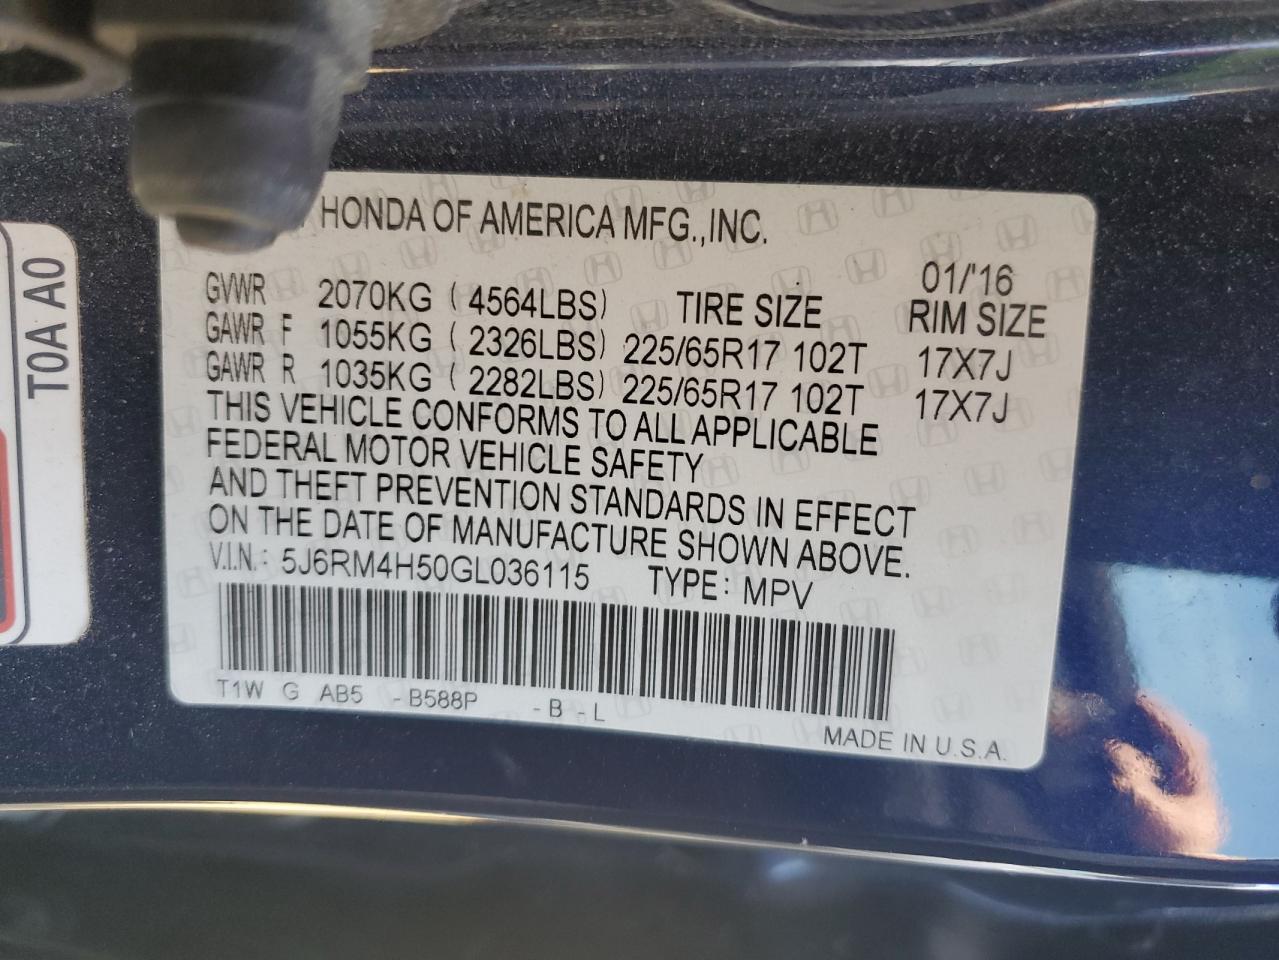 HONDA OF AMERICA MFG.,INC.
01/'16
GVWR 2070KG ( 4564LBS) TIRE SIZE RIM SIZE
GAWR F 1055KG ( 2326LBS) 225/65R17 102T 17X7J
GAWR R 1035KG ( 2282LBS) 225/65R17 102T 17X7J
THIS VEHICLE CONFORMS TO ALL APPLICABLE
FEDERAL MOTOR VEHICLE SAFETY
AND THEFT PREVENTION STANDARDS IN EFFECT
ON THE DATE OF MANUFACTURE SHOWN ABOVE.
V.I.N.: 5J6RM4H50GL036115 TYPE: MPV
T1W G AB5 -B588P -B -L
MADE IN U.S.A.
T0A A0